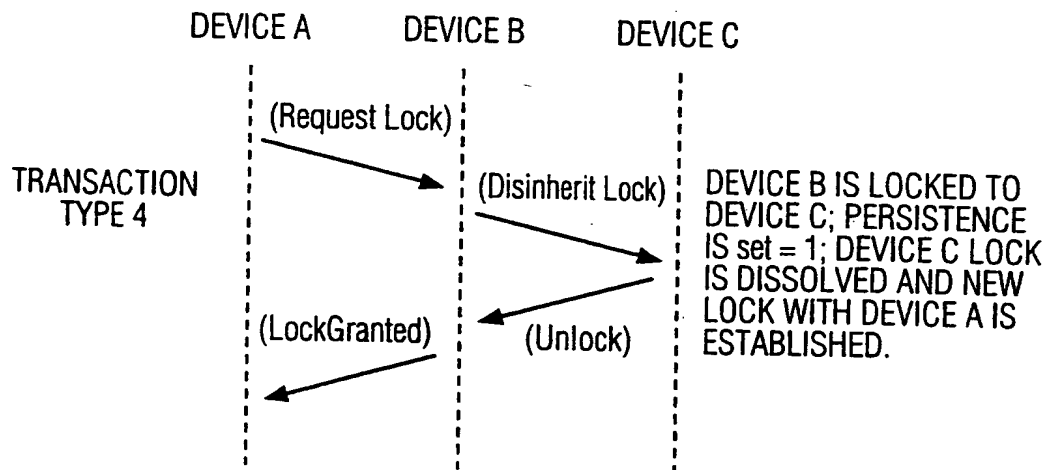 DEVICE A DEVICE B DEVICE C
(Request Lock)
TRANSACTION
TYPE 4
(Disinherit Lock)
DEVICE B IS LOCKED TO
DEVICE C; PERSISTENCE
IS set = 1; DEVICE C LOCK
IS DISSOLVED AND NEW
LOCK WITH DEVICE A IS
ESTABLISHED.
(LockGranted)
(Unlock)